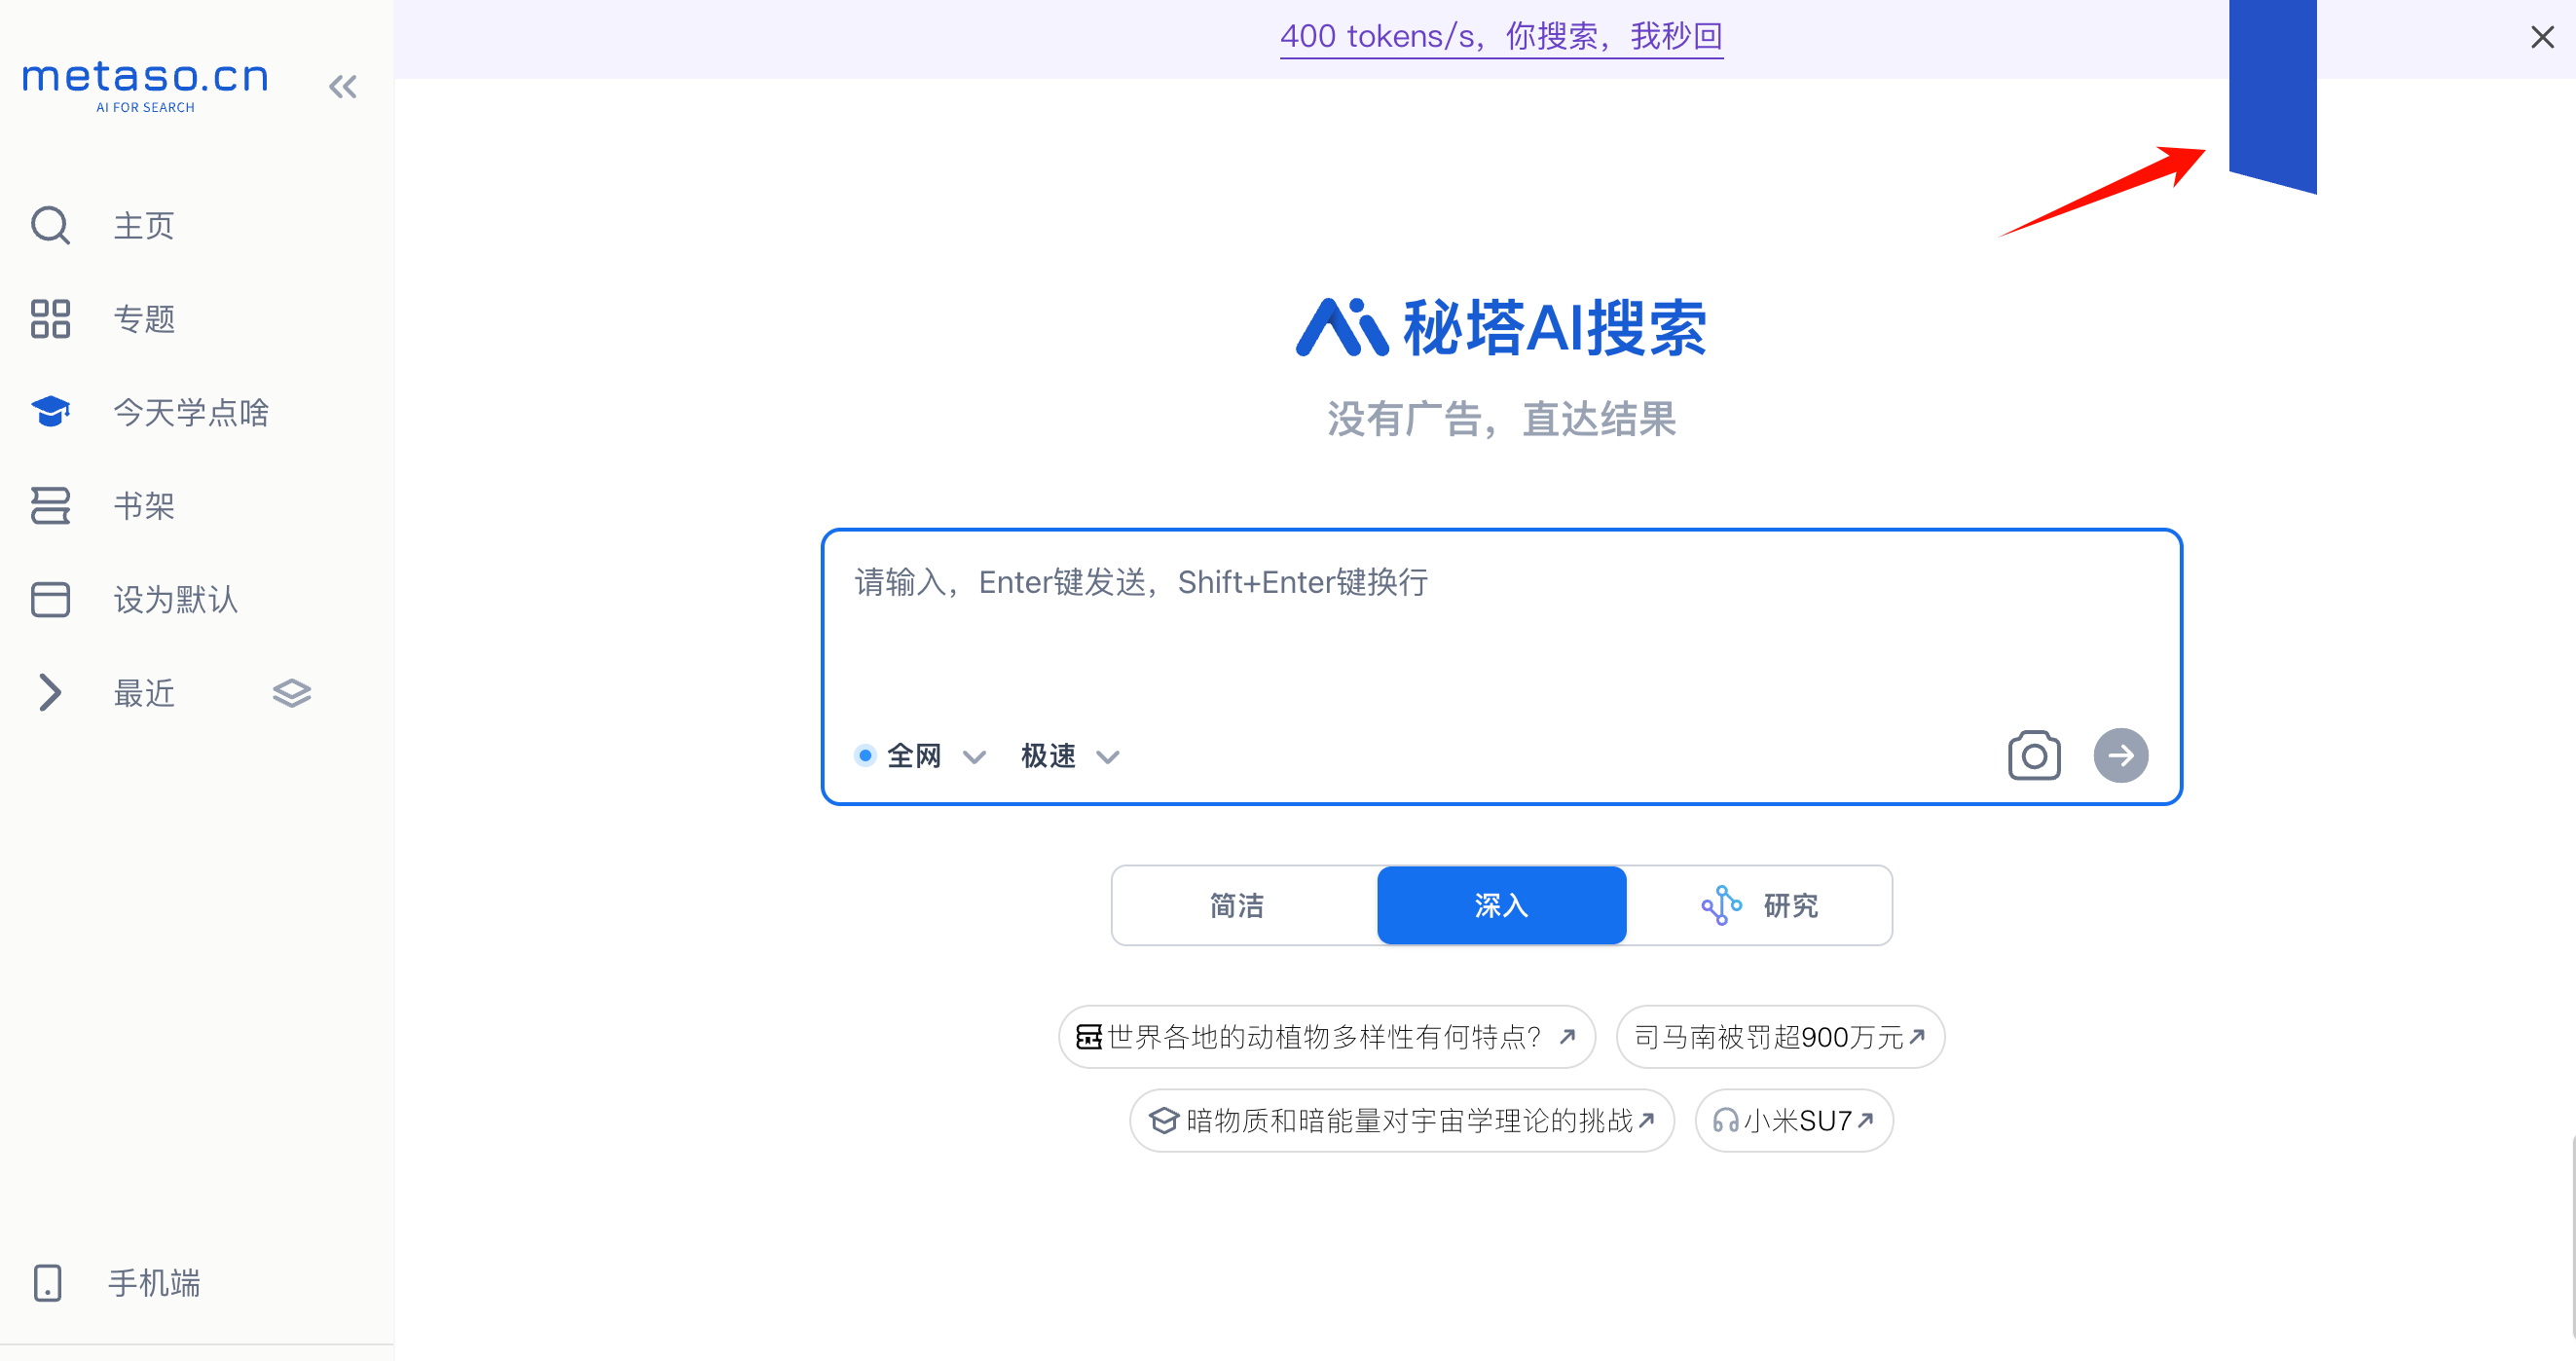 metaso.cn
AI FOR SEARCH
主页
专题
今天学点啥
书架
设为默认
最近
手机端
400 tokens/s，你搜索，我秒回
秘塔AI搜索
没有广告，直达结果
请输入，Enter键发送，Shift+Enter键换行
全网 极速
简洁 深入 研究
世界各地的动植物多样性有何特点？ 司马南被罚超900万元
暗物质和暗能量对宇宙学理论的挑战 小米SU7